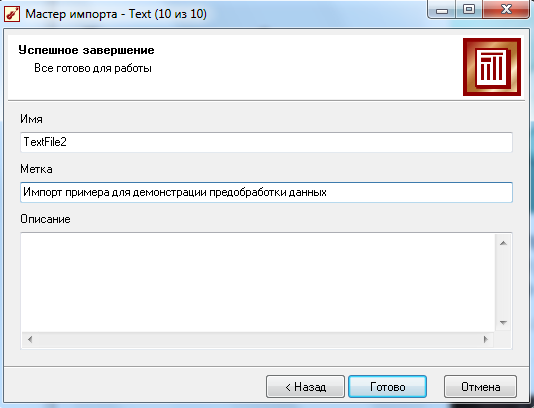 Мастер импорта - Text (10 из 10)
Успешное завершение
Все готово для работы
Имя
TextFile2
Метка
Импорт примера для демонстрации предобработки данных
Описание
< Назад
Готово
Отмена